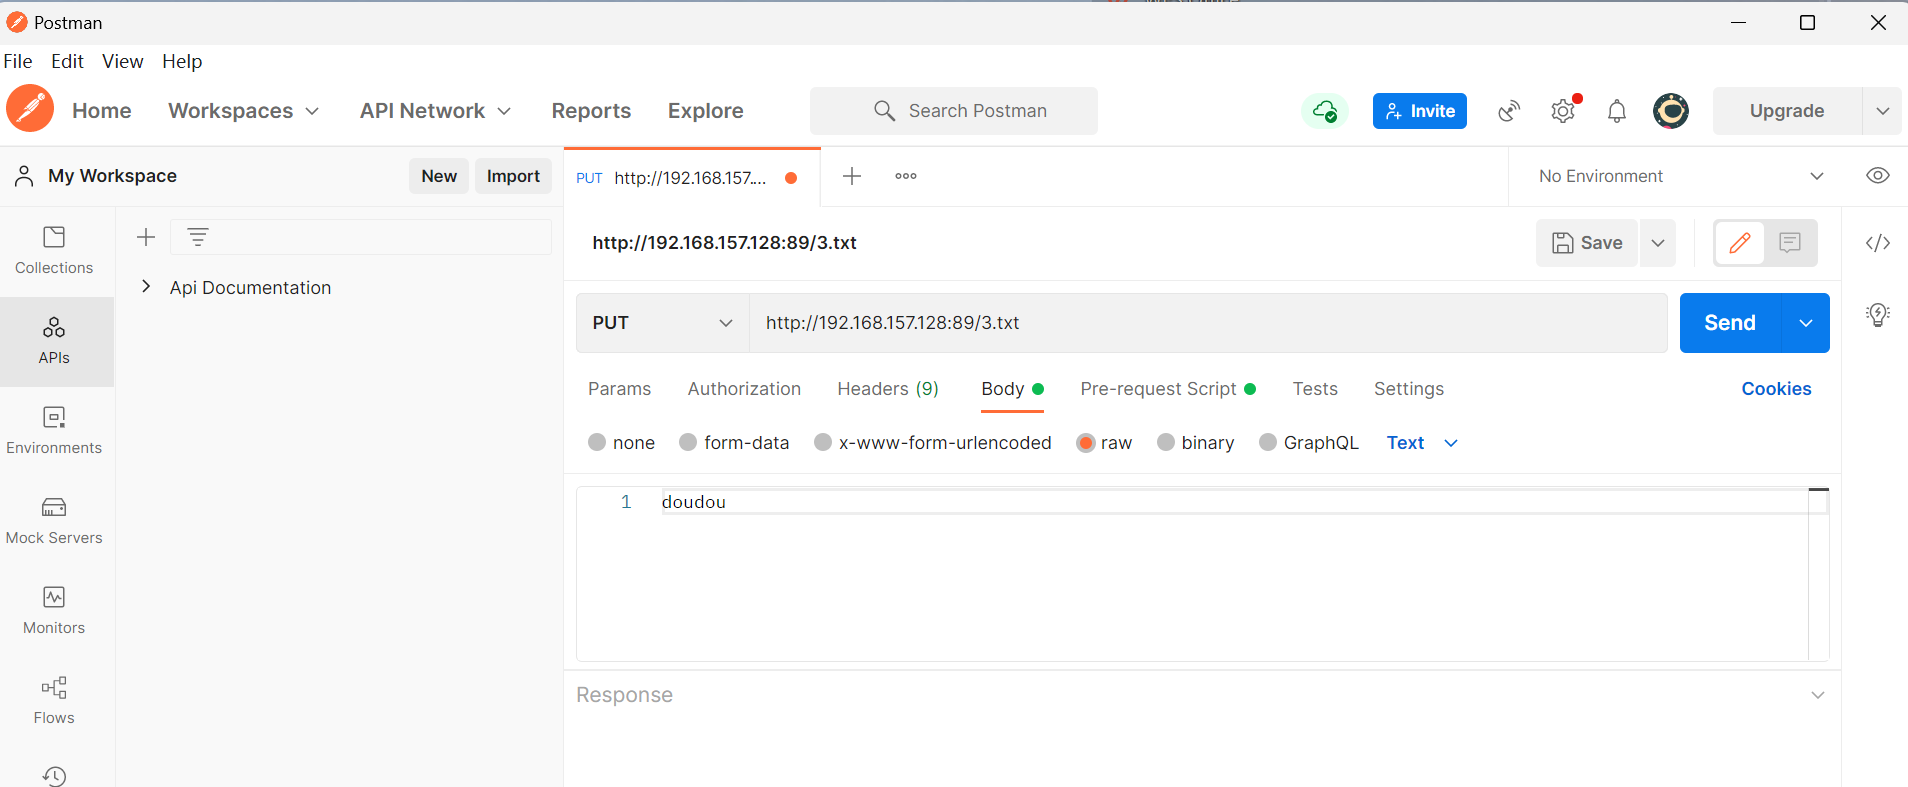 Postman
File Edit View Help
Home Workspaces API Network Reports Explore Search Postman Invite Upgrade
My Workspace New Import
PUT http://192.168.157.... No Environment
http://192.168.157.128:89/3.txt Save
Collections
Api Documentation
PUT http://192.168.157.128:89/3.txt Send
APIs
Params Authorization Headers (9) Body Pre-request Script Tests Settings Cookies
Environments
none form-data x-www-form-urlencoded raw binary GraphQL Text
1 doudou
Mock Servers
Monitors
Response
Flows